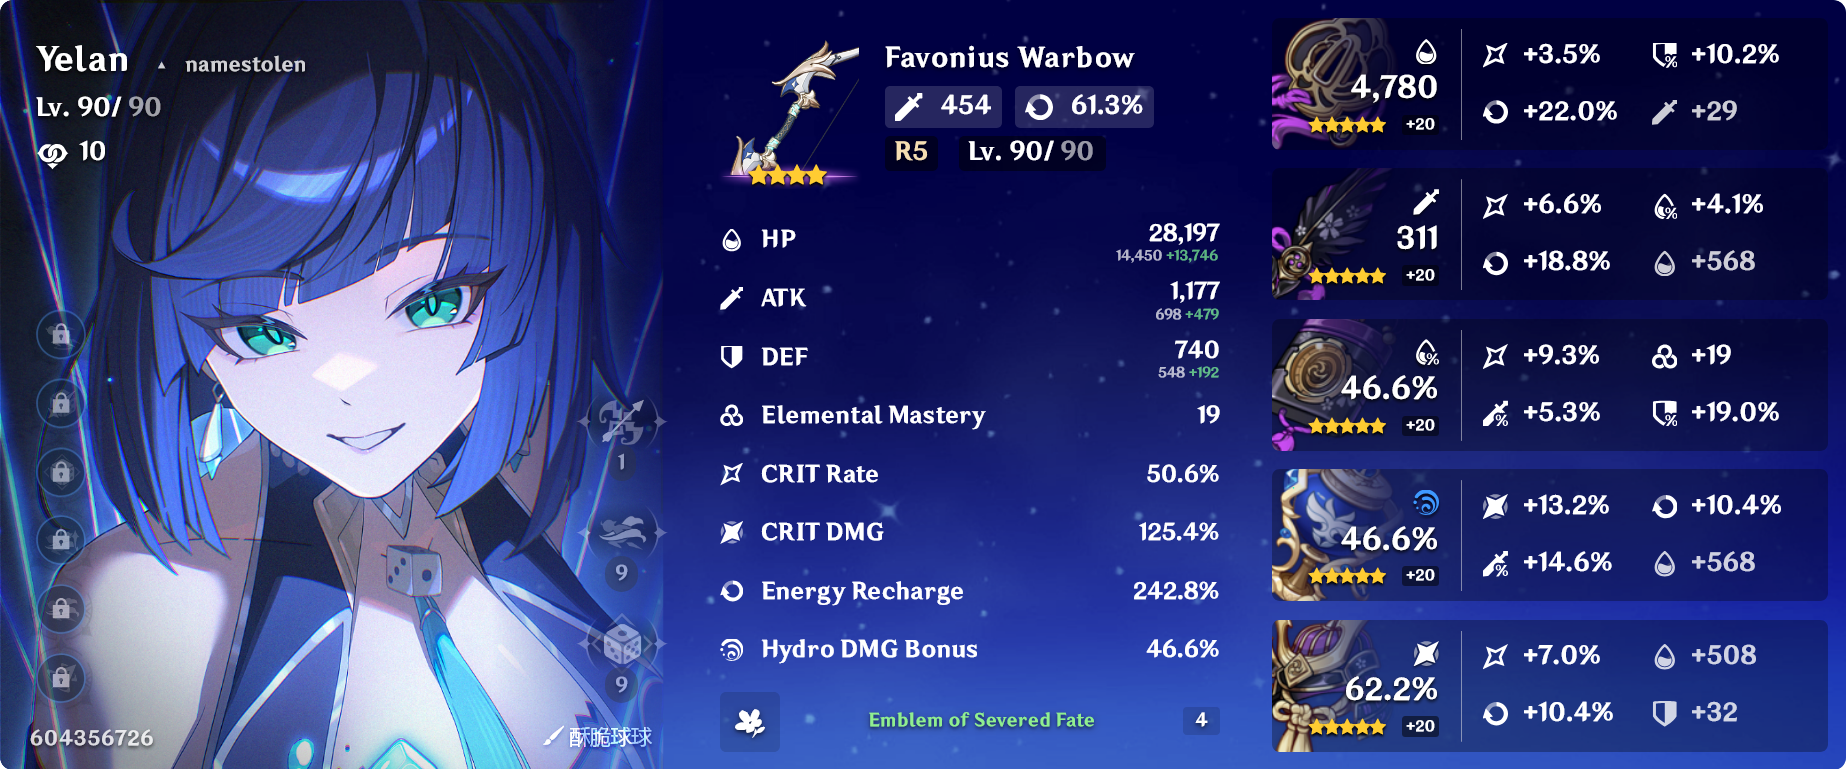 Yelan ▲ namestolen
Lv. 90/ 90
10
1
9
9
604356726
酥脆球球
Favonius Warbow
454 61.3%
R5 Lv. 90/ 90
HP 28,197
14,450 +13,746
ATK 1,177
698 +479
DEF 740
548 +192
Elemental Mastery 19
CRIT Rate 50.6%
CRIT DMG 125.4%
Energy Recharge 242.8%
Hydro DMG Bonus 46.6%
Emblem of Severed Fate 4
4,780
+20
+3.5% +10.2%
+22.0% +29
311
+20
+6.6% +4.1%
+18.8% +568
46.6%
+20
+9.3% +19
+5.3% +19.0%
46.6%
+20
+13.2% +10.4%
+14.6% +568
62.2%
+20
+7.0% +508
+10.4% +32